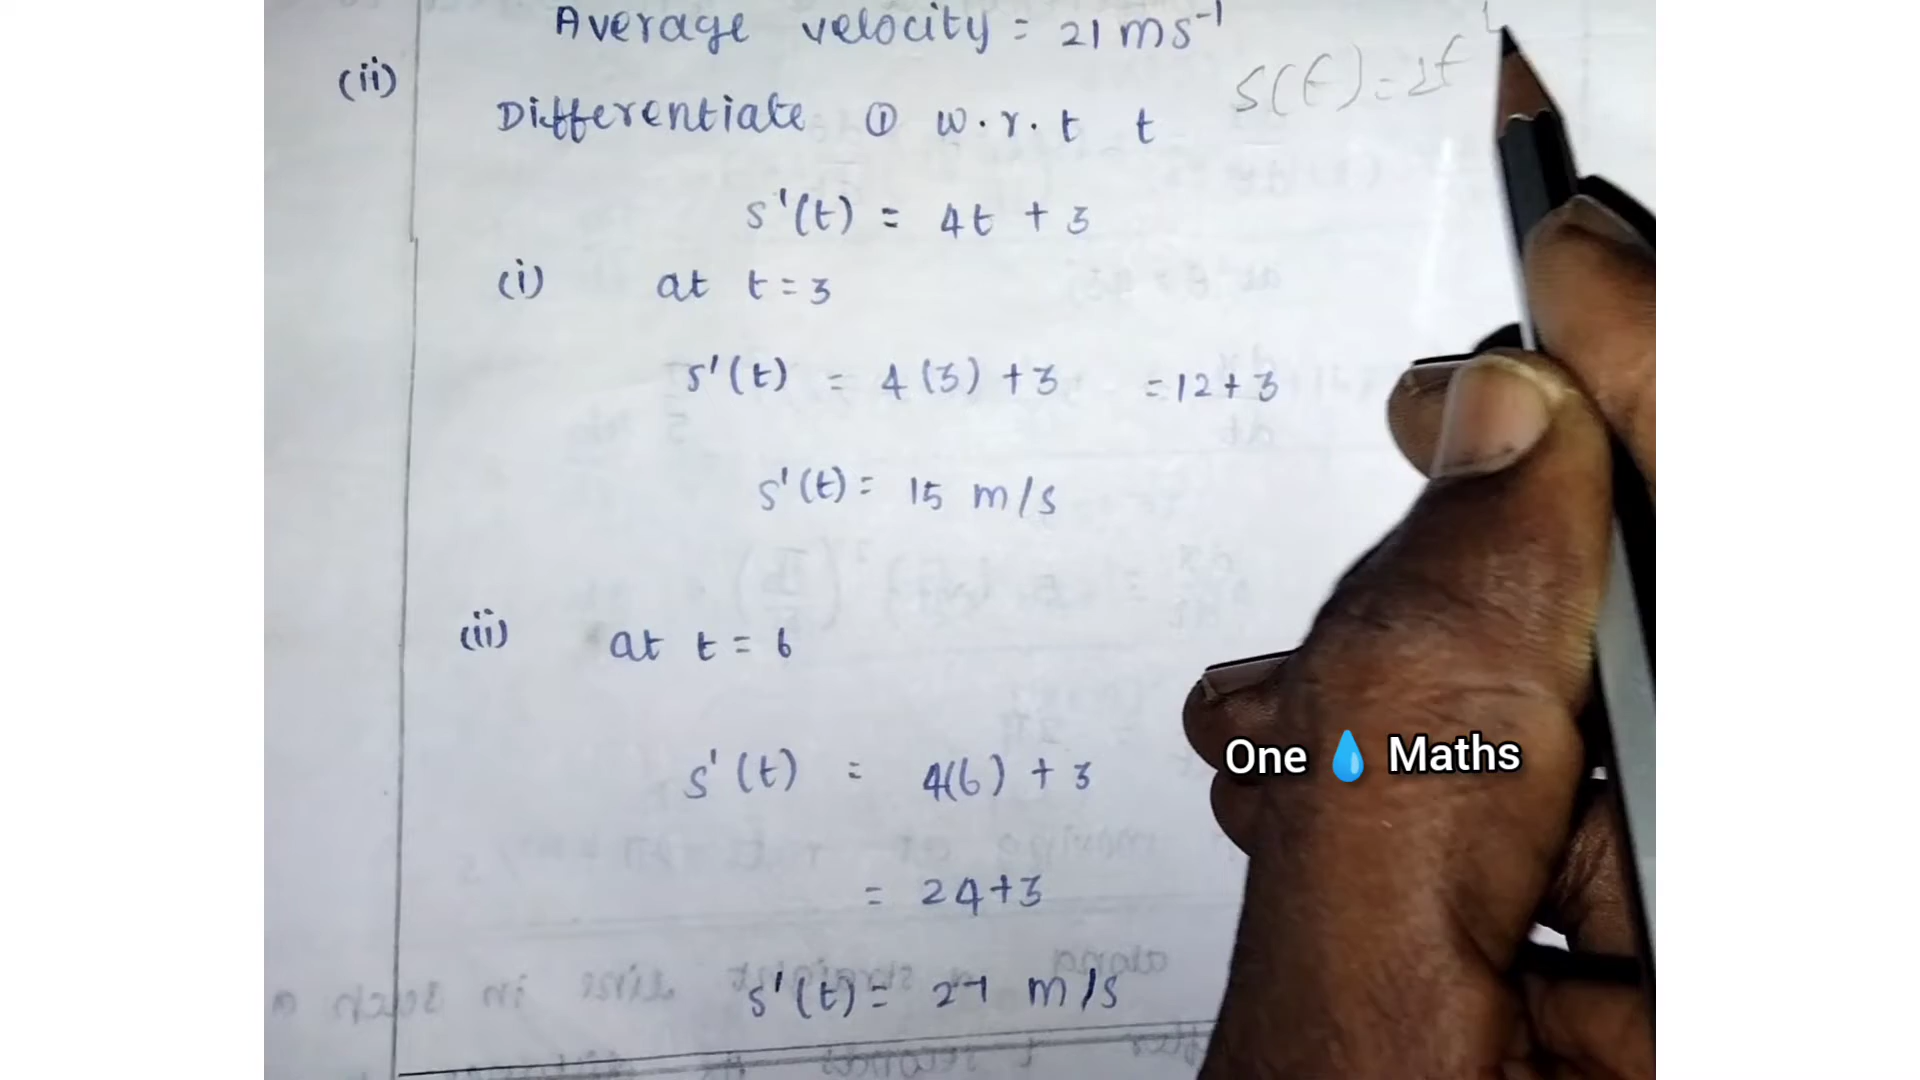 Average velocity = 21 ms⁻¹
(ii)
Differentiate ① w.r.t t
s(t) = 2t
s'(t) = 4t + 3
(i) at t = 3
s'(t) = 4(3) + 3 = 12 + 3
s'(t) = 15 m/s
(ii) at t = 6
s'(t) = 4(6) + 3
= 24 + 3
s'(t) = 27 m/s
One 💧 Maths